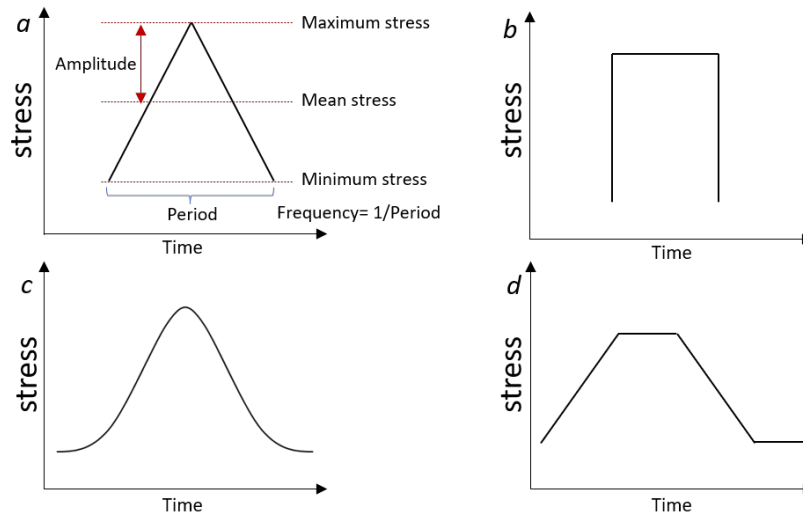 a
Maximum stress
Amplitude
Mean stress
stress
Minimum stress
Period
Frequency= 1/Period
Time
b
stress
Time
c
stress
Time
d
stress
Time